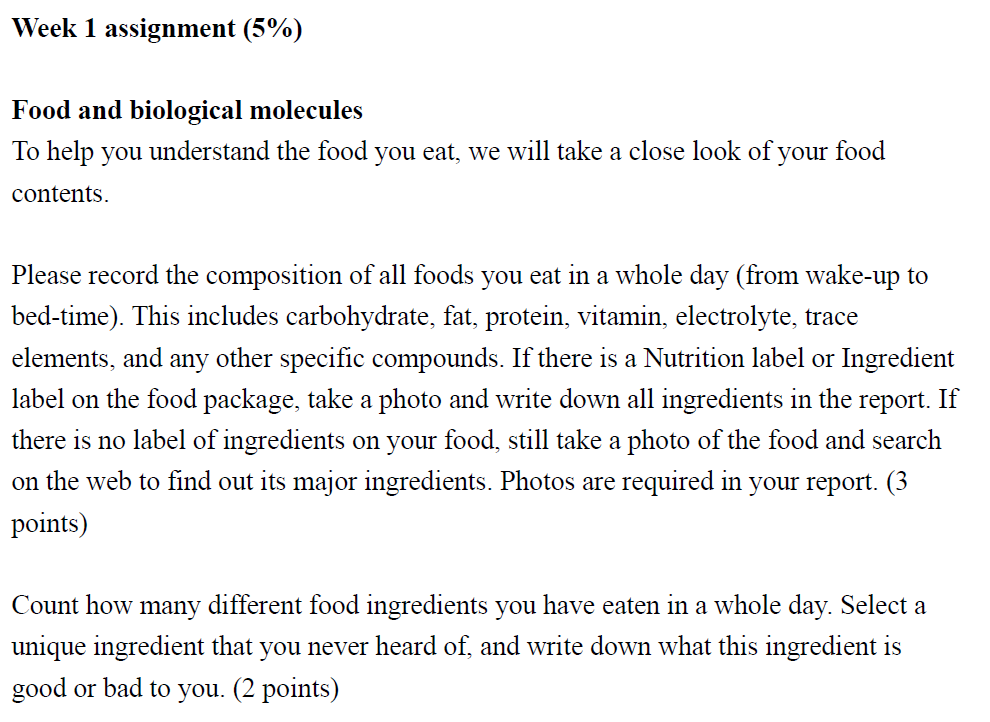 Week 1 assignment (5%)
Food and biological molecules
To help you understand the food you eat, we will take a close look of your food
contents.
Please record the composition of all foods you eat in a whole day (from wake-up to
bed-time). This includes carbohydrate, fat, protein, vitamin, electrolyte, trace
elements, and any other specific compounds. If there is a Nutrition label or Ingredient
label on the food package, take a photo and write down all ingredients in the report. If
there is no label of ingredients on your food, still take a photo of the food and search
on the web to find out its major ingredients. Photos are required in your report. (3
points)
Count how many different food ingredients you have eaten in a whole day. Select a
unique ingredient that you never heard of, and write down what this ingredient is
good or bad to you. (2 points)